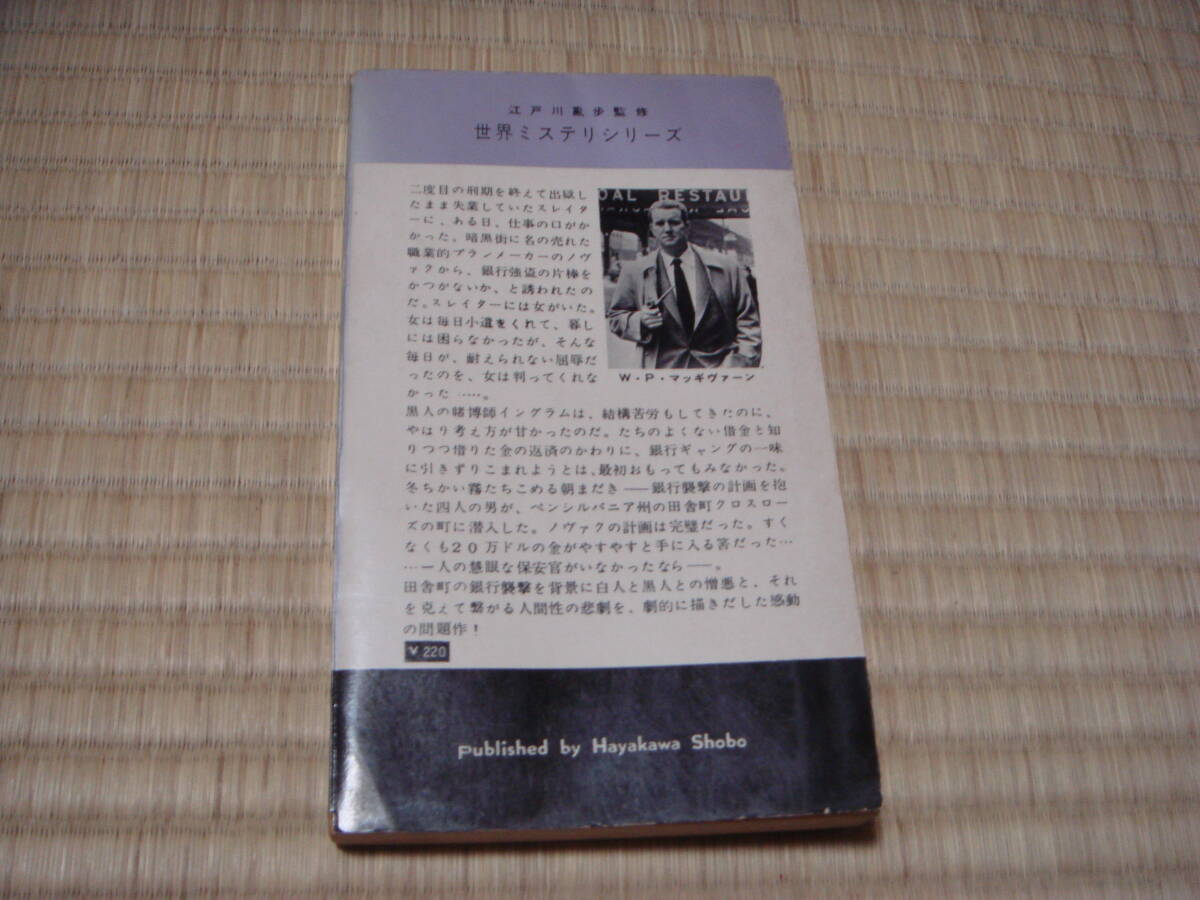 江戸川亂歩監修
世界ミステリシリーズ
二度目の刑期を終えて出獄し
たまま失業していたスレイタ
ーに、ある日、仕事の口がか
かった。暗黒街に名の売れた
職業的プランメーカーのノヴ
ァクから、銀行強盗の片棒を
かつがないか、と誘われたの
だ。スレイターには女がいた。
女は毎日小遣をくれて、暮し
には困らなかったが、そんな
毎日が、耐えられない屈辱だ
ったのを、女は判ってくれな
かった……。
OAL RESTAU
W・P・マッギヴァーン
黒人の賭博師イングラムは、結構苦労もしてきたのに、
やはり考え方が甘かったのだ。たちのよくない借金と知
りつつ借りた金の返済のかわりに、銀行ギャングの一味
に引きずりこまれようとは、最初おもってもみなかった。
冬ちかい霧たちこめる朝まだき──銀行襲撃の計画を抱
いた四人の男が、ペンシルバニア州の田舎町クロスロー
ズの町に潜入した。ノヴァクの計画は完璧だった。すく
なくも20万ドルの金がやすやすと手に入る筈だった…
…一人の慧眼な保安官がいなかったなら──。
田舎町の銀行襲撃を背景に白人と黒人との憎悪と、それ
を克えて繋がる人間性の悲劇を、劇的に描きだした感動
の問題作！
￥220
Published by Hayakawa Shobo